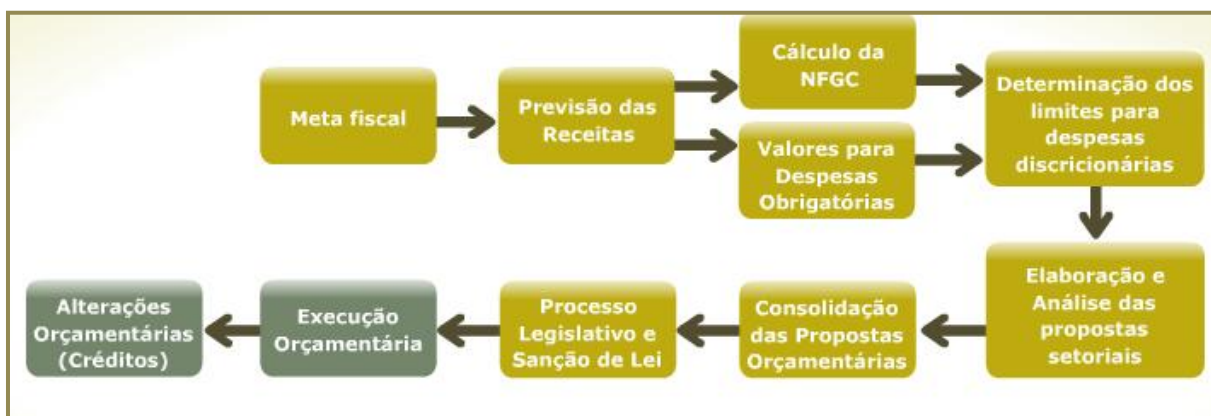 Meta fiscal
Previsão das
Receitas
Cálculo da
NFGC
Valores para
Despesas
Obrigatórias
Determinação dos
limites para
despesas
discricionárias
Elaboração e
Análise das
propostas
setoriais
Consolidação
das Propostas
Orçamentárias
Processo
Legislativo e
Sanção de Lei
Execução
Orçamentária
Alterações
Orçamentárias
(Créditos)